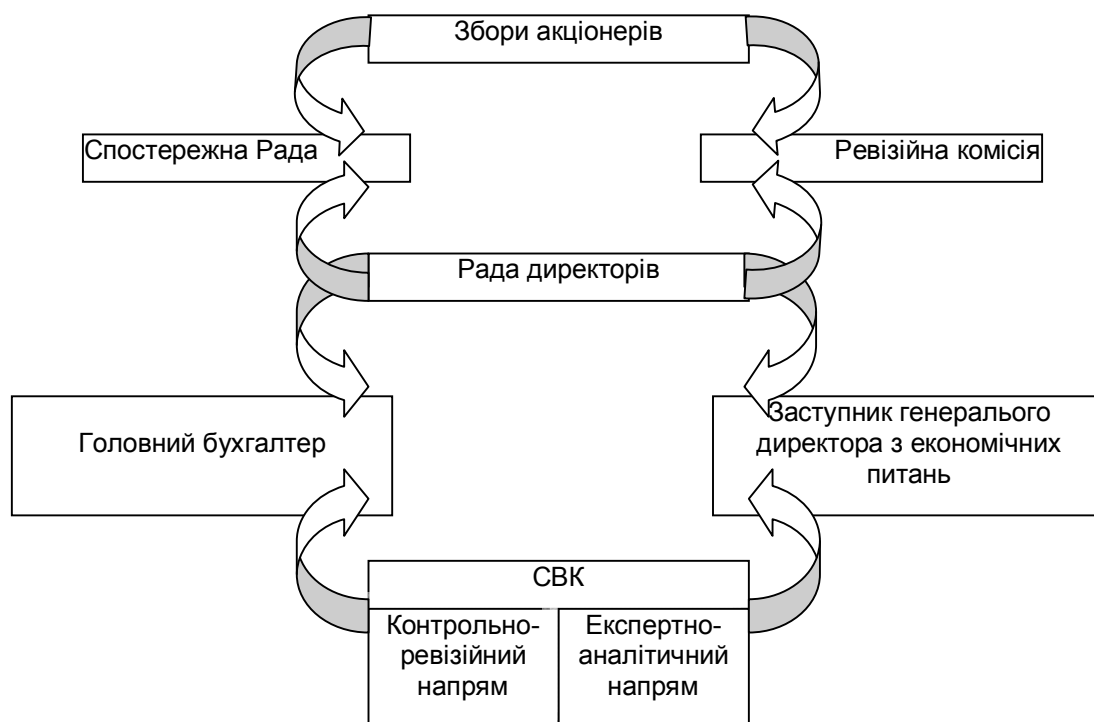 Збори акціонерів
Спостережна Рада
Ревізійна комісія
Рада директорів
Головний бухгалтер
Заступник генералього
директора з економічних
питань
СВК
Контрольно-
ревізійний
напрям
Експертно-
аналітичний
напрям